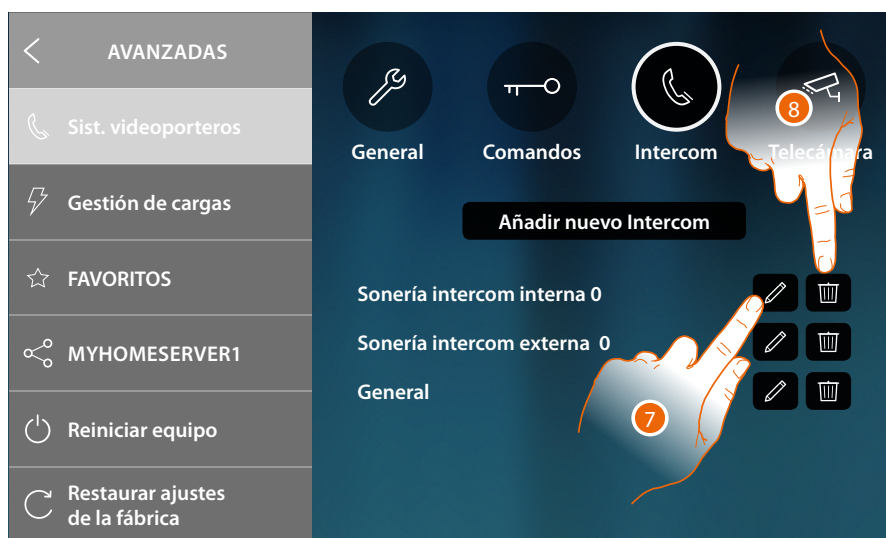 AVANZADAS
Sist. videoporteros
Gestión de cargas
FAVORITOS
MYHOMESERVER1
Reiniciar equipo
Restaurar ajustes
de la fábrica
General
Comandos
Intercom
Telecámara
8
Añadir nuevo Intercom
Sonería intercom interna 0
Sonería intercom externa 0
General
7